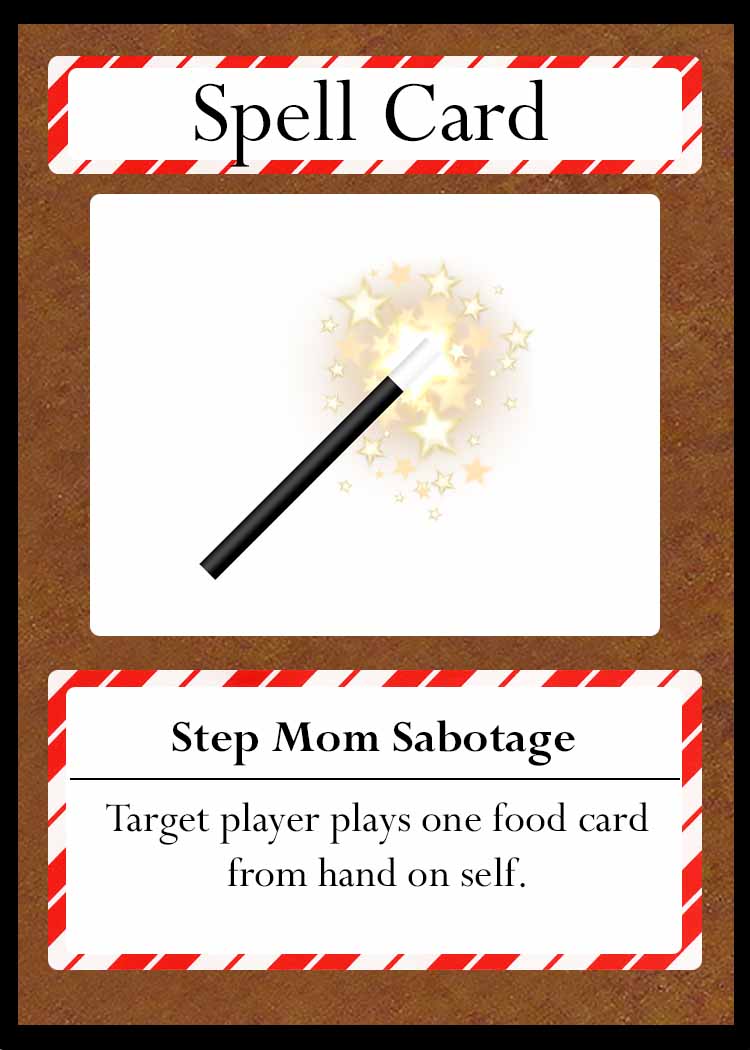 Spell Card
Step Mom Sabotage
Target player plays one food card
from hand on self.